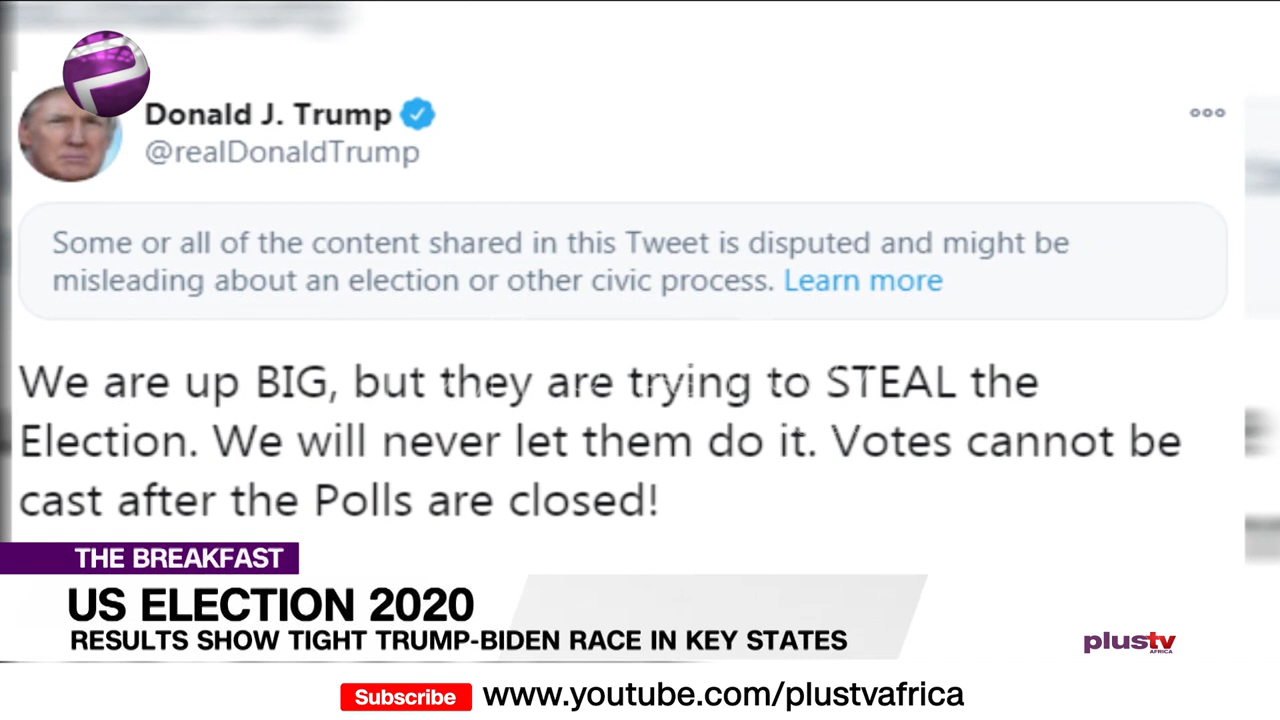 Donald J. Trump
@realDonaldTrump
Some or all of the content shared in this Tweet is disputed and might be
misleading about an election or other civic process. Learn more
We are up BIG, but they are trying to STEAL the
Election. We will never let them do it. Votes cannot be
cast after the Polls are closed!
THE BREAKFAST
US ELECTION 2020
RESULTS SHOW TIGHT TRUMP-BIDEN RACE IN KEY STATES
plustv
AFRICA
Subscribe www.youtube.com/plustvafrica